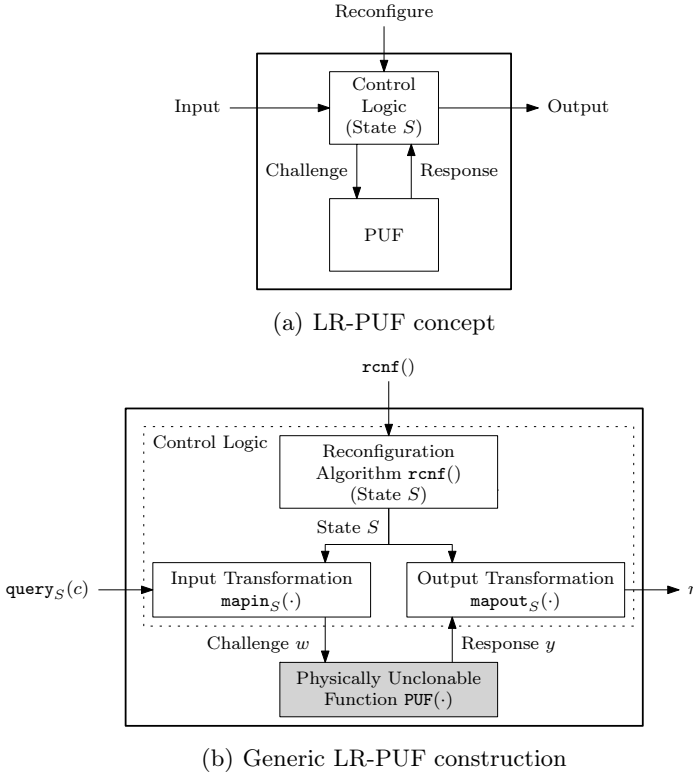 Reconfigure
Control
Logic
(State S)
Input
Output
Challenge
Response
PUF
(a) LR-PUF concept
rcnf()
Control Logic
Reconfiguration
Algorithm rcnf()
(State S)
State S
query_S(c)
Input Transformation
mapin_S(·)
Output Transformation
mapout_S(·)
r
Challenge w
Response y
Physically Unclonable
Function PUF(·)
(b) Generic LR-PUF construction